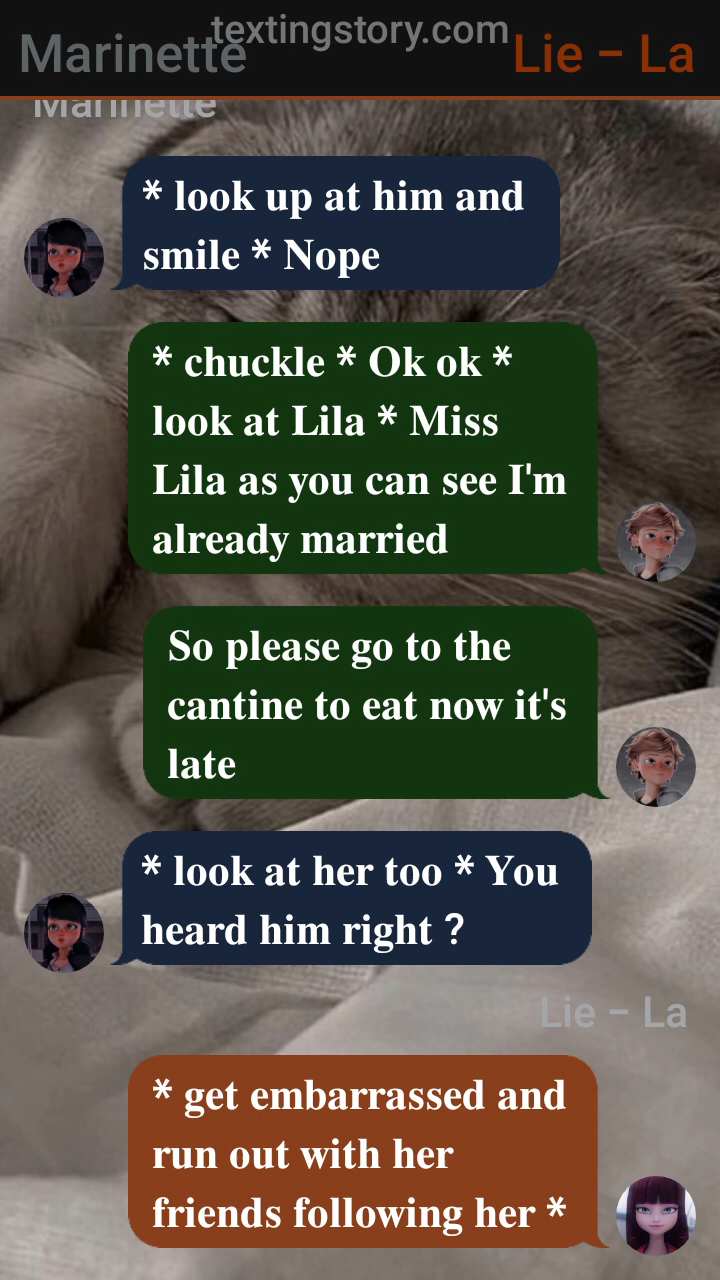 textingstory.com
Marinette
Lie – La
Marinette
* look up at him and
smile * Nope
* chuckle * Ok ok *
look at Lila * Miss
Lila as you can see I'm
already married
So please go to the
cantine to eat now it's
late
* look at her too * You
heard him right ?
Lie – La
* get embarrassed and
run out with her
friends following her *